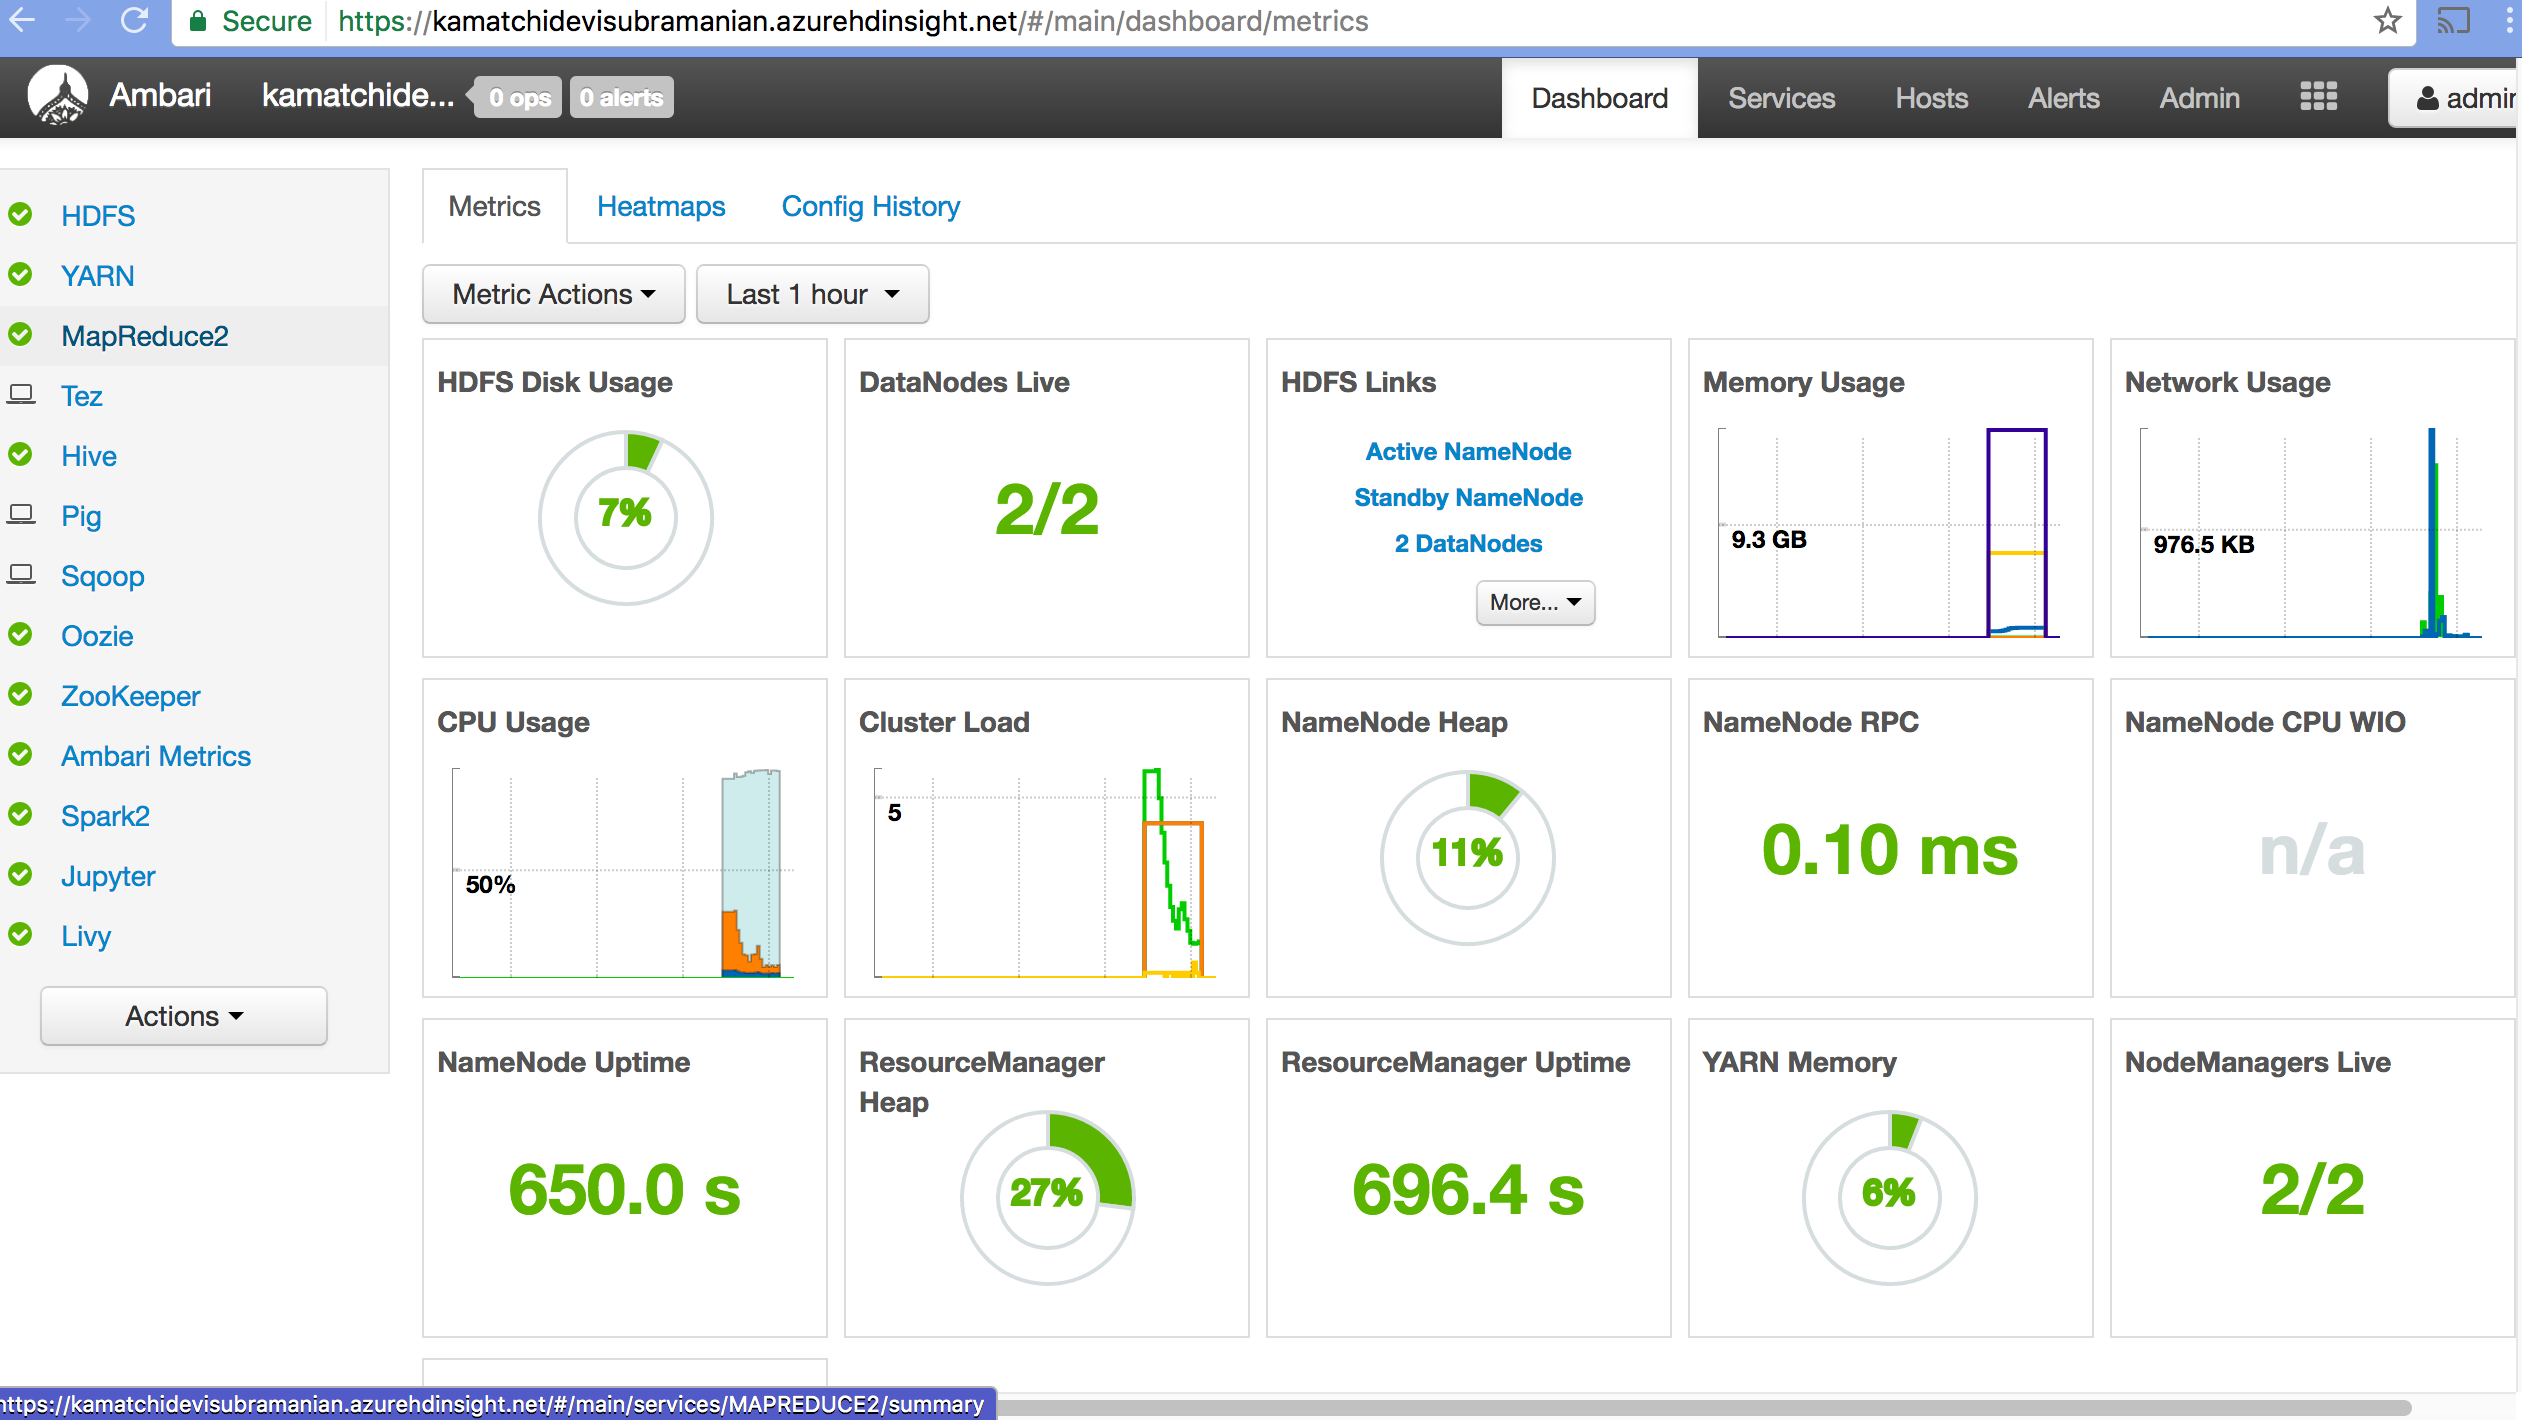 Secure https://kamatchidevisubramanian.azurehdinsight.net/#/main/dashboard/metrics
Ambari kamatchide... 0 ops 0 alerts Dashboard Services Hosts Alerts Admin
HDFS
YARN
MapReduce2
Tez
Hive
Pig
Sqoop
Oozie
ZooKeeper
Ambari Metrics
Spark2
Jupyter
Livy
Actions
Metrics Heatmaps Config History
Metric Actions Last 1 hour
HDFS Disk Usage
7%
DataNodes Live
2/2
HDFS Links
Active NameNode
Standby NameNode
2 DataNodes
More...
Memory Usage
9.3 GB
Network Usage
976.5 KB
CPU Usage
50%
Cluster Load
5
NameNode Heap
11%
NameNode RPC
0.10 ms
NameNode CPU WIO
n/a
NameNode Uptime
650.0 s
ResourceManager
Heap
27%
ResourceManager Uptime
696.4 s
YARN Memory
6%
NodeManagers Live
2/2
https://kamatchidevisubramanian.azurehdinsight.net/#/main/services/MAPREDUCE2/summary